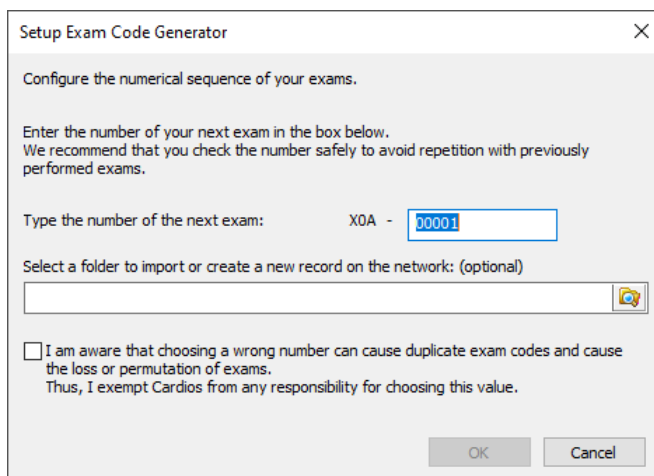 Setup Exam Code Generator
Configure the numerical sequence of your exams.
Enter the number of your next exam in the box below.
We recommend that you check the number safely to avoid repetition with previously
performed exams.
Type the number of the next exam: X0A - 00001
Select a folder to import or create a new record on the network: (optional)
I am aware that choosing a wrong number can cause duplicate exam codes and cause
the loss or permutation of exams.
Thus, I exempt Cardios from any responsibility for choosing this value.
OK Cancel